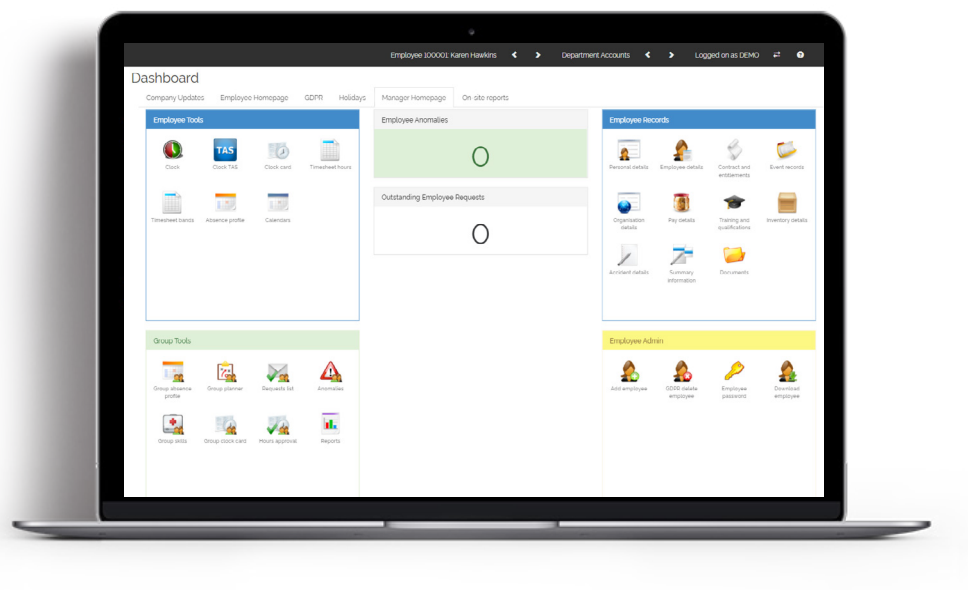 Employee 100001: Karen Hawkins
Department Accounts
Logged on as DEMO
Dashboard
Company Updates
Employee Homepage
GDPR
Holidays
Manager Homepage
On-site reports
Employee Tools
Clock
TAS
Clock TAS
Clock card
Timesheet hours
Timesheet bands
Absence profile
Calendars
Employee Anomalies
0
Outstanding Employee Requests
0
Employee Records
Personal details
Employee details
Contract and
entitlements
Event records
Organisation
details
Pay details
Training and
qualifications
Inventory details
Accident details
Summary
information
Documents
Group Tools
Group absence
profile
Group planner
Requests list
Anomalies
Group skills
Group clock card
Hours approval
Reports
Employee Admin
Add employee
GDPR delete
employee
Employee
password
Download
employee